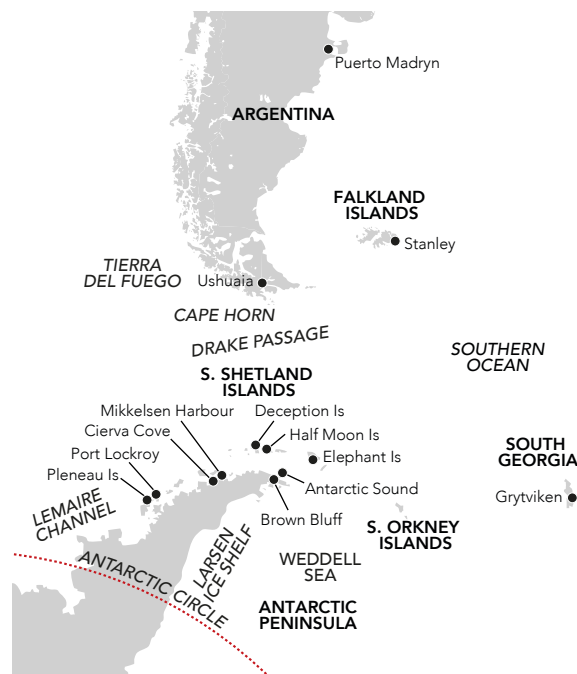 Puerto Madryn
ARGENTINA
FALKLAND
ISLANDS
Stanley
TIERRA
DEL FUEGO
Ushuaia
CAPE HORN
DRAKE PASSAGE
SOUTHERN
OCEAN
S. SHETLAND
ISLANDS
Mikkelsen Harbour
Deception Is
Cierva Cove
Half Moon Is
Port Lockroy
Elephant Is
SOUTH
GEORGIA
Pleneau Is
Antarctic Sound
Grytviken
LEMAIRE
CHANNEL
Brown Bluff
S. ORKNEY
ISLANDS
LARSEN
ICE SHELF
WEDDELL
SEA
ANTARCTIC CIRCLE
ANTARCTIC
PENINSULA